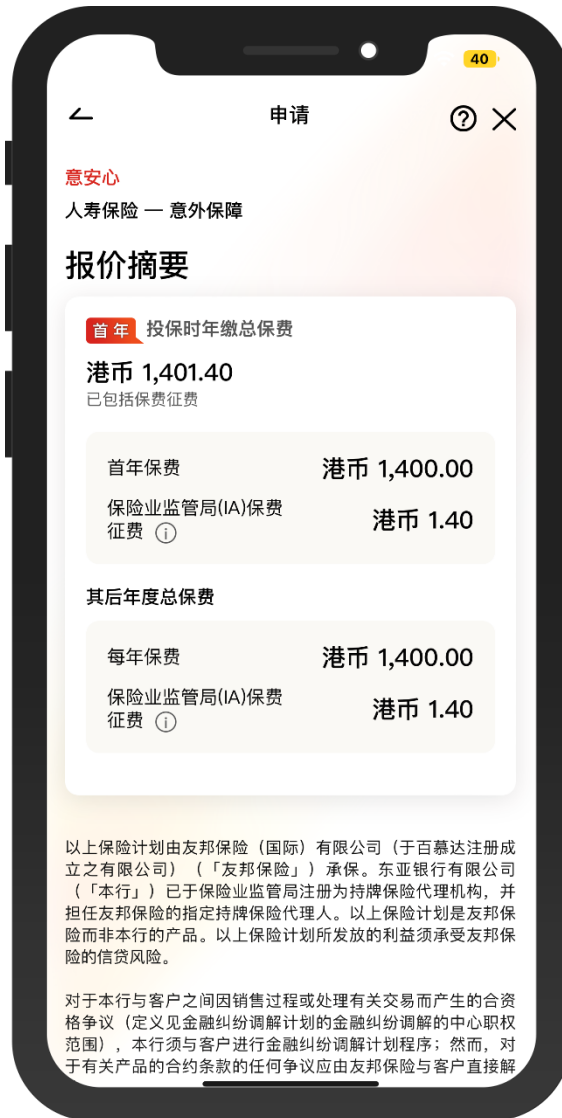 40
申请
意安心
人寿保险 — 意外保障
报价摘要
首年 投保时年缴总保费
港币 1,401.40
已包括保费征费
首年保费 港币 1,400.00
保险业监管局(IA)保费
征费 港币 1.40
其后年度总保费
每年保费 港币 1,400.00
保险业监管局(IA)保费
征费 港币 1.40
以上保险计划由友邦保险（国际）有限公司（于百慕达注册成
立之有限公司）（「友邦保险」）承保。东亚银行有限公司
（「本行」）已于保险业监管局注册为持牌保险代理机构，并
担任友邦保险的指定持牌保险代理人。以上保险计划是友邦保
险而非本行的产品。以上保险计划所发放的利益须承受友邦保
险的信贷风险。
对于本行与客户之间因销售过程或处理有关交易而产生的合资
格争议（定义见金融纠纷调解计划的金融纠纷调解的中心职权
范围），本行须与客户进行金融纠纷调解计划程序；然而，对
于有关产品的合约条款的任何争议应由友邦保险与客户直接解